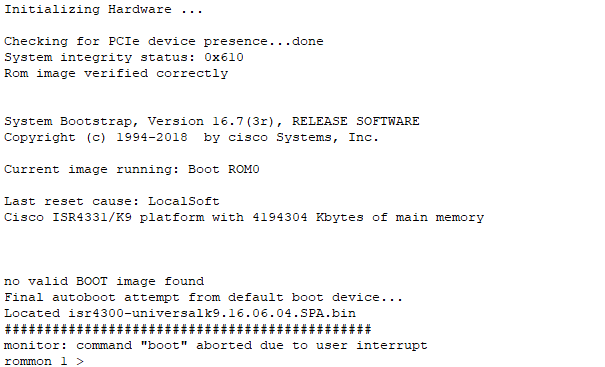 Initializing Hardware ...
Checking for PCIe device presence...done
System integrity status: 0x610
Rom image verified correctly
System Bootstrap, Version 16.7(3r), RELEASE SOFTWARE
Copyright (c) 1994-2018  by cisco Systems, Inc.
Current image running: Boot ROM0
Last reset cause: LocalSoft
Cisco ISR4331/K9 platform with 4194304 Kbytes of main memory
no valid BOOT image found
Final autoboot attempt from default boot device...
Located isr4300-universalk9.16.06.04.SPA.bin
##############################################
monitor: command "boot" aborted due to user interrupt
rommon 1 >